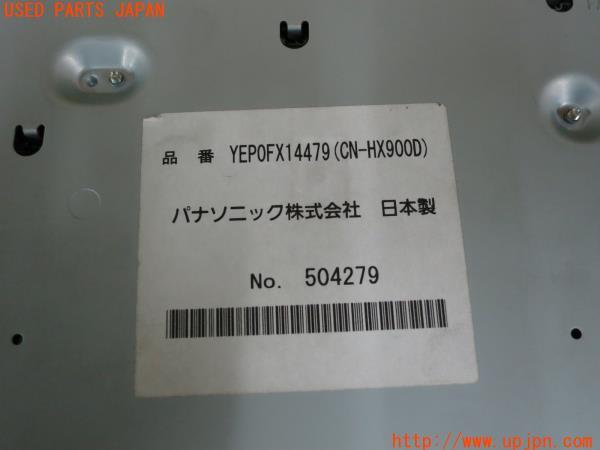 USED PARTS JAPAN
品 番 YEP0FX14479(CN-HX900D)
パナソニック株式会社 日本製
No. 504279
http://www.upjpn.com